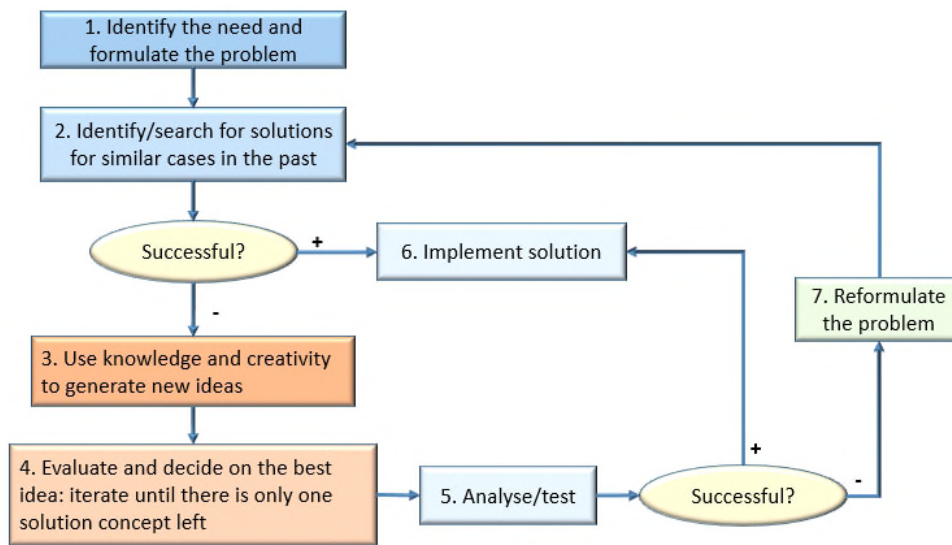 1. Identify the need and
formulate the problem
2. Identify/search for solutions
for similar cases in the past
Successful?
+
6. Implement solution
-
7. Reformulate
the problem
3. Use knowledge and creativity
to generate new ideas
4. Evaluate and decide on the best
idea: iterate until there is only one
solution concept left
5. Analyse/test
Successful?
+
-